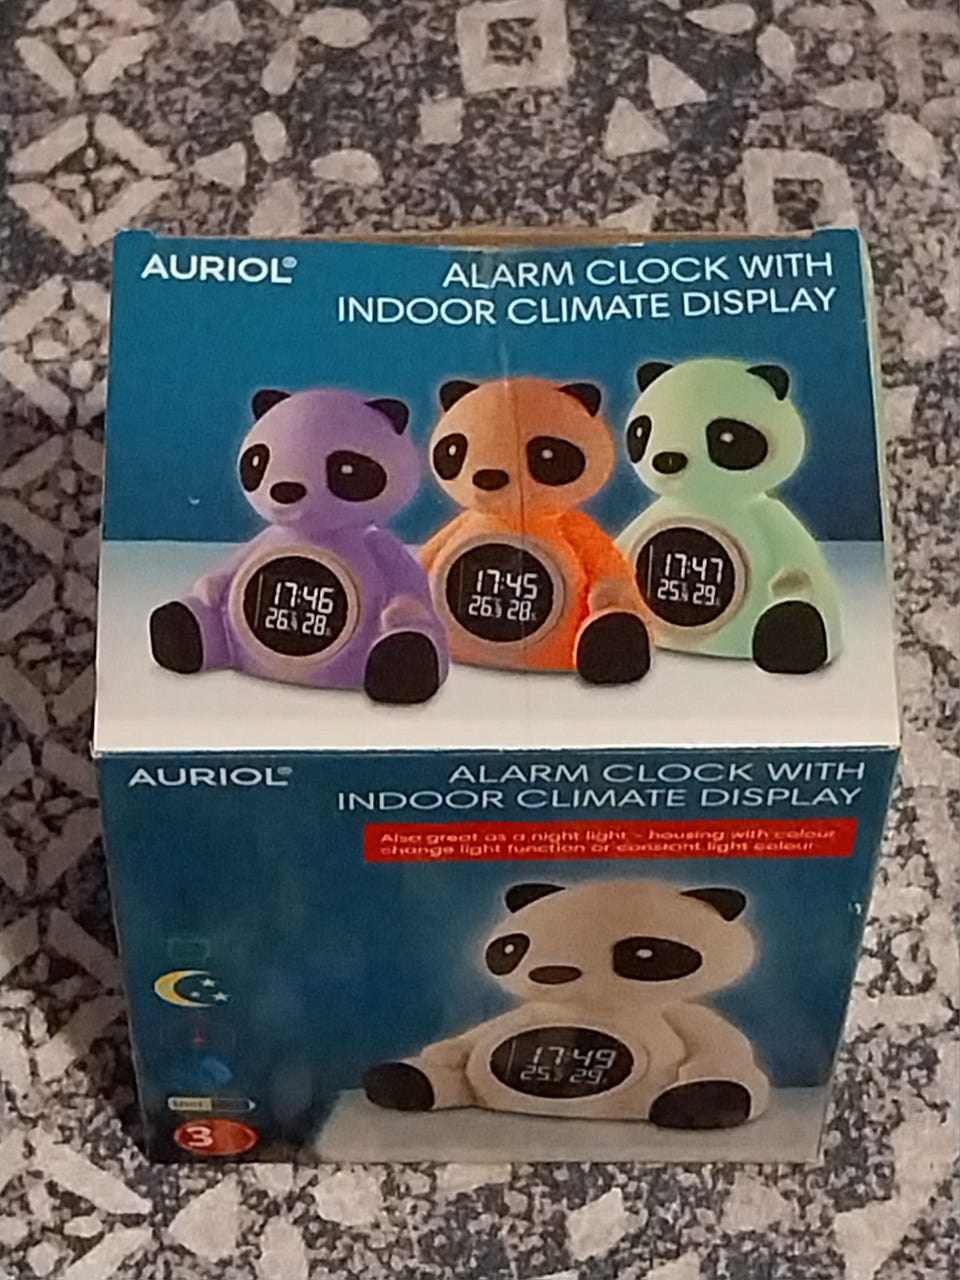 AURIOL®
ALARM CLOCK WITH
INDOOR CLIMATE DISPLAY
17:46
26 28
17:45
26 28
17:47
25 29
AURIOL®
ALARM CLOCK WITH
INDOOR CLIMATE DISPLAY
Also great as a night light - housing with colour
change light function or constant light colour
17:49
25 29
3